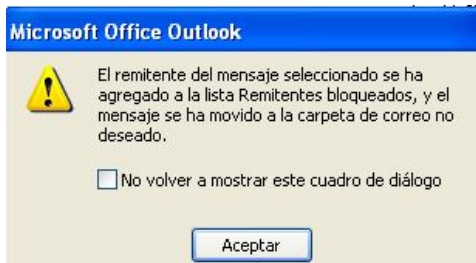 Microsoft Office Outlook
El remitente del mensaje seleccionado se ha
agregado a la lista Remitentes bloqueados, y el
mensaje se ha movido a la carpeta de correo no
deseado.
No volver a mostrar este cuadro de diálogo
Aceptar